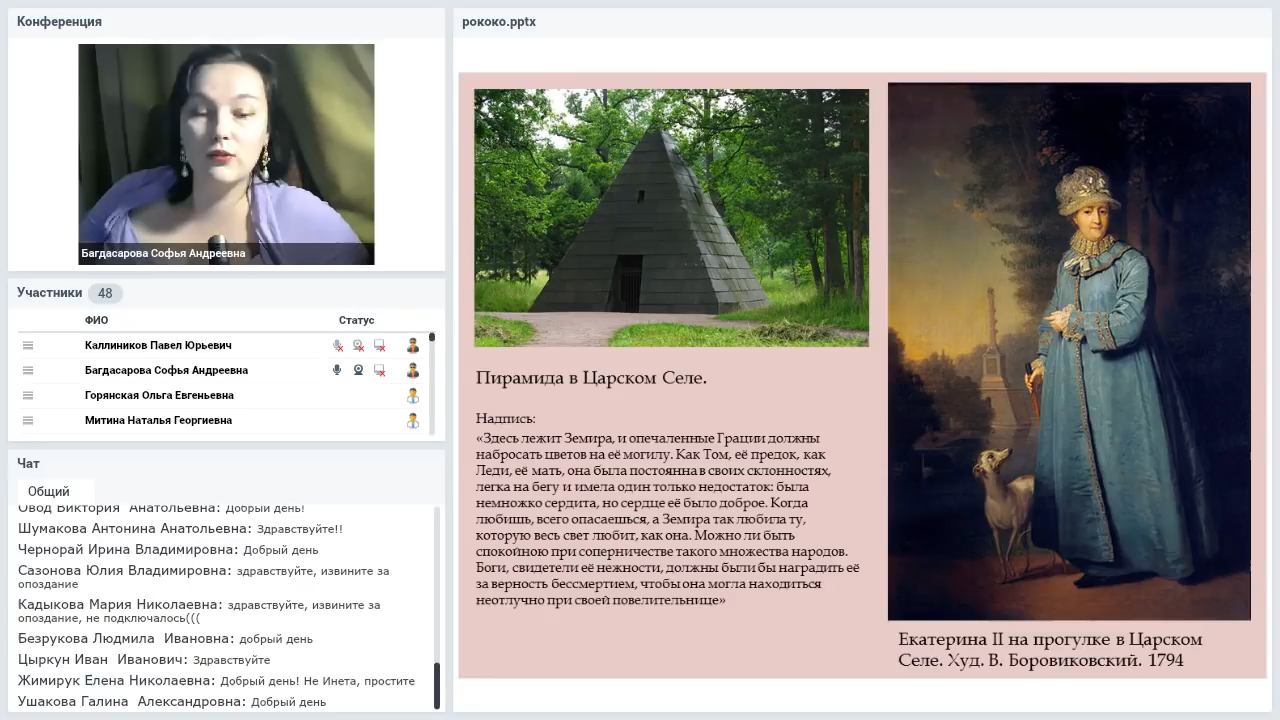 Конференция
Багдасарова Софья Андреевна
Участники 48
ФИО Статус
Каллиников Павел Юрьевич
Багдасарова Софья Андреевна
Горянская Ольга Евгеньевна
Митина Наталья Георгиевна
Чат
Общий
Овод Виктория Анатольевна: Добрый день!
Шумакова Антонина Анатольевна: Здравствуйте!!
Чернорай Ирина Владимировна: Добрый день
Сазонова Юлия Владимировна: здравствуйте, извините за
опоздание
Кадыкова Мария Николаевна: здравствуйте, извините за
опоздание, не подключалось(((
Безрукова Людмила Ивановна: добрый день
Цыркун Иван Иванович: Здравствуйте
Жимирук Елена Николаевна: Добрый день! Не Инета, простите
Ушакова Галина Александровна: Добрый день
рококо.pptx
Пирамида в Царском Селе.
Надпись:
«Здесь лежит Земира, и опечаленные Грации должны
набросать цветов на её могилу. Как Том, её предок, как
Леди, её мать, она была постоянна в своих склонностях,
легка на бегу и имела один только недостаток: была
немножко сердита, но сердце её было доброе. Когда
любишь, всего опасаешься, а Земира так любила ту,
которую весь свет любит, как она. Можно ли быть
спокойною при соперничестве такого множества народов.
Боги, свидетели её нежности, должны были бы наградить её
за верность бессмертием, чтобы она могла находиться
неотлучно при своей повелительнице»
Екатерина II на прогулке в Царском
Селе. Худ. В. Боровиковский. 1794